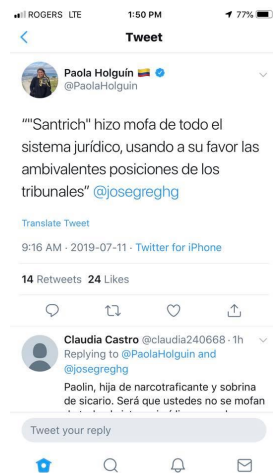 ROGERS LTE 1:50 PM 77%
Tweet
Paola Holguín
@PaolaHolguin
““"Santrich" hizo mofa de todo el
sistema jurídico, usando a su favor las
ambivalentes posiciones de los
tribunales” @josegreghg
Translate Tweet
9:16 AM · 2019-07-11 · Twitter for iPhone
14 Retweets 24 Likes
Claudia Castro @claudia240668 · 1h
Replying to @PaolaHolguin and
@josegreghg
Paolin, hija de narcotraficante y sobrina
de sicario. Será que ustedes no se mofan
Tweet your reply